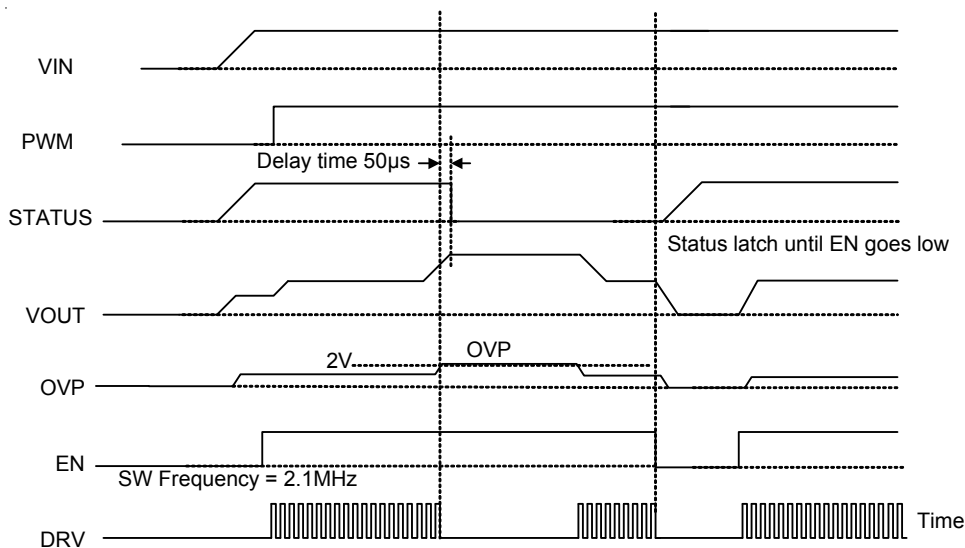 VIN
PWM
Delay time 50µs
STATUS
Status latch until EN goes low
VOUT
2V
OVP
OVP
EN
SW Frequency = 2.1MHz
Time
DRV